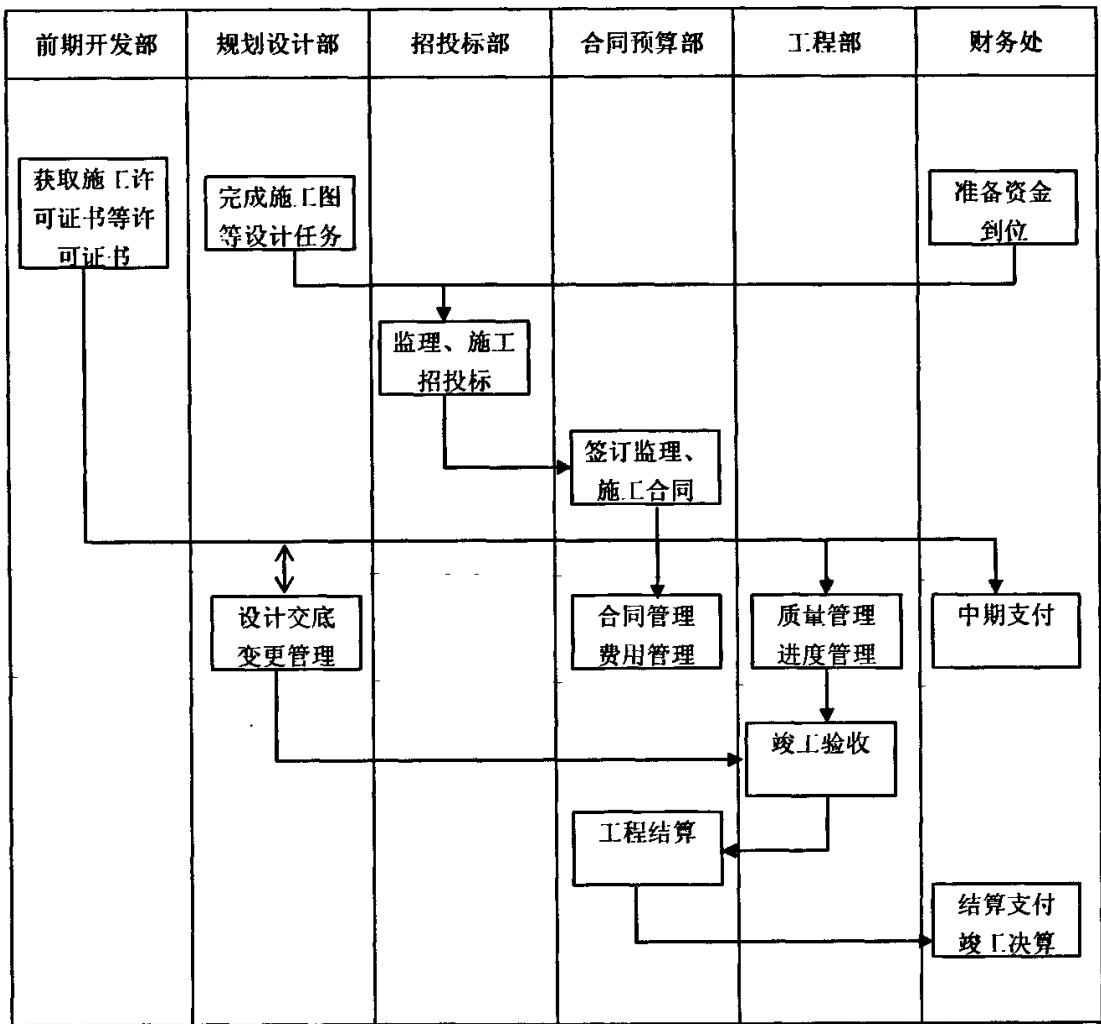 前期开发部
规划设计部
招投标部
合同预算部
工程部
财务处
获取施工许
可证书等许
可证书
完成施工图
等设计任务
准备资金
到位
监理、施工
招投标
签订监理、
施工合同
设计交底
变更管理
合同管理
费用管理
质量管理
进度管理
中期支付
竣工验收
工程结算
结算支付
竣工决算